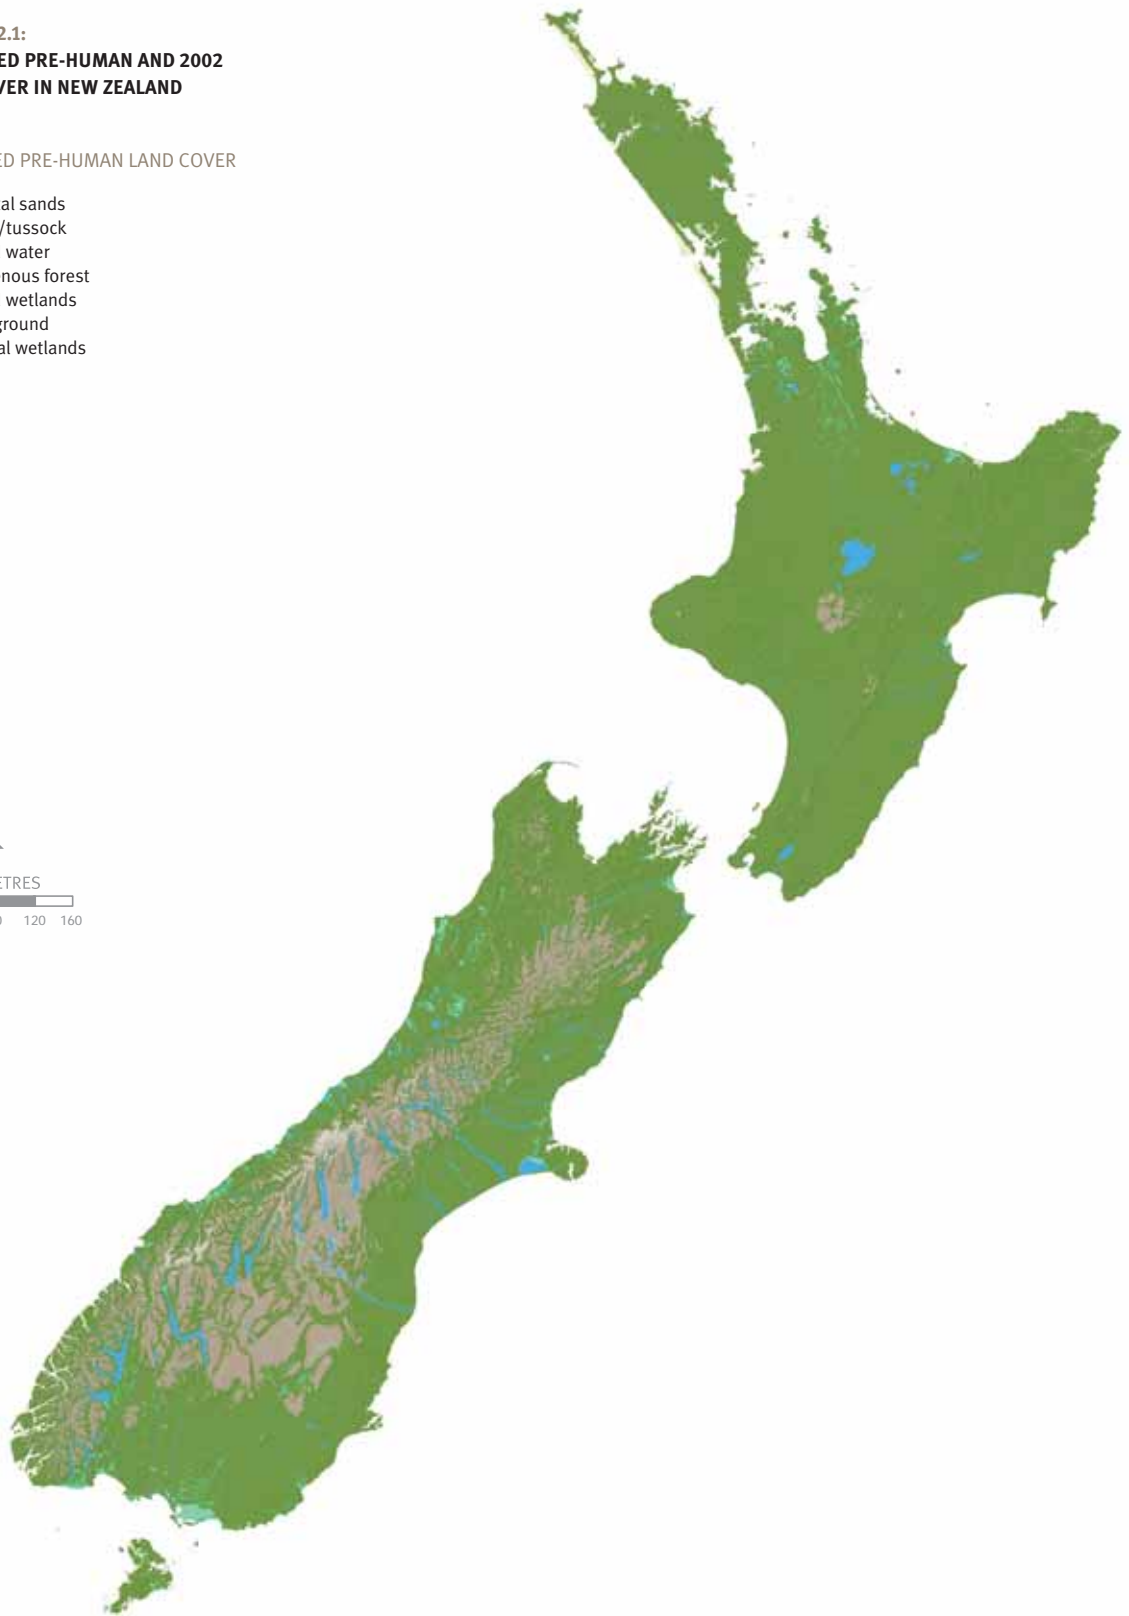 2.1:
ED PRE-HUMAN AND 2002
VER IN NEW ZEALAND
ED PRE-HUMAN LAND COVER
al sands
/tussock
water
nous forest
wetlands
ground
al wetlands
ETRES
0 120 160